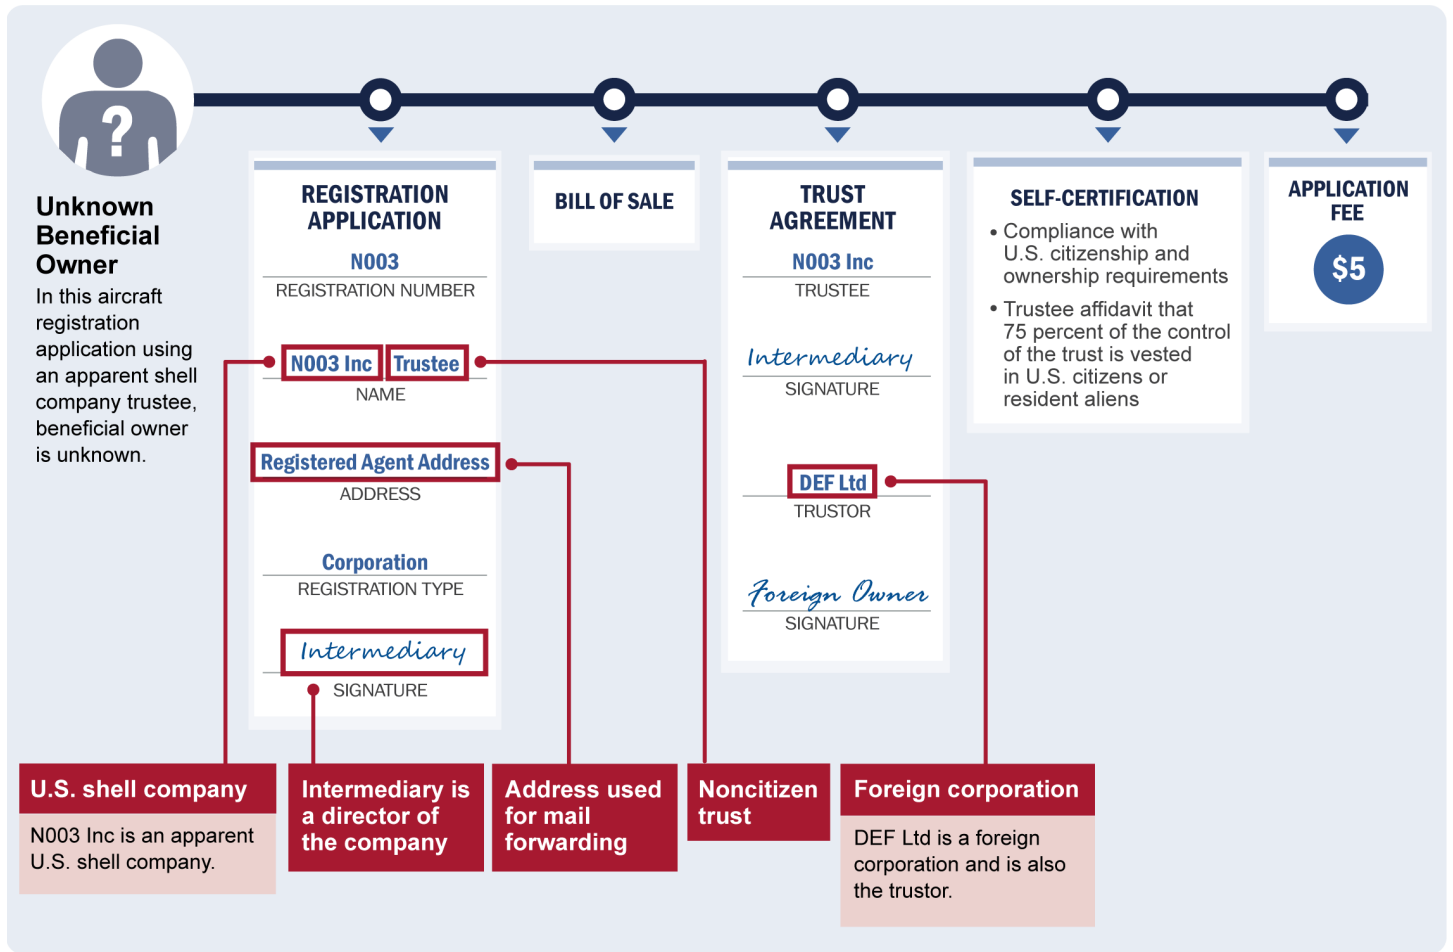 ?
Unknown
Beneficial
Owner
In this aircraft
registration
application using
an apparent shell
company trustee,
beneficial owner
is unknown.
REGISTRATION
APPLICATION
N003
REGISTRATION NUMBER
N003 Inc Trustee
NAME
Registered Agent Address
ADDRESS
Corporation
REGISTRATION TYPE
Intermediary
SIGNATURE
BILL OF SALE
TRUST
AGREEMENT
N003 Inc
TRUSTEE
Intermediary
SIGNATURE
DEF Ltd
TRUSTOR
Foreign Owner
SIGNATURE
SELF-CERTIFICATION
• Compliance with
U.S. citizenship and
ownership requirements
• Trustee affidavit that
75 percent of the control
of the trust is vested
in U.S. citizens or
resident aliens
APPLICATION
FEE
$5
U.S. shell company
N003 Inc is an apparent
U.S. shell company.
Intermediary is
a director of
the company
Address used
for mail
forwarding
Noncitizen
trust
Foreign corporation
DEF Ltd is a foreign
corporation and is also
the trustor.